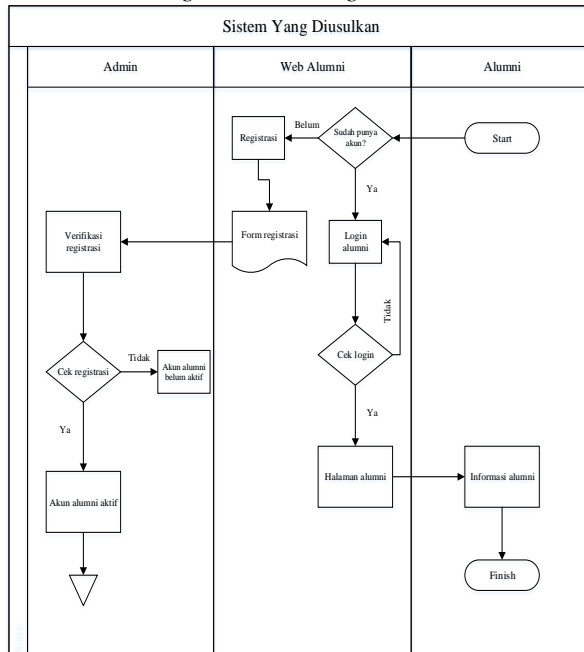 Sistem Yang Diusulkan
Admin
Web Alumni
Alumni
Start
Sudah punya
akun?
Belum
Registrasi
Ya
Form registrasi
Login
alumni
Verifikasi
registrasi
Tidak
Cek login
Cek registrasi
Tidak
Akun alumni
belum aktif
Ya
Ya
Akun alumni aktif
Halaman alumni
Informasi alumni
Finish